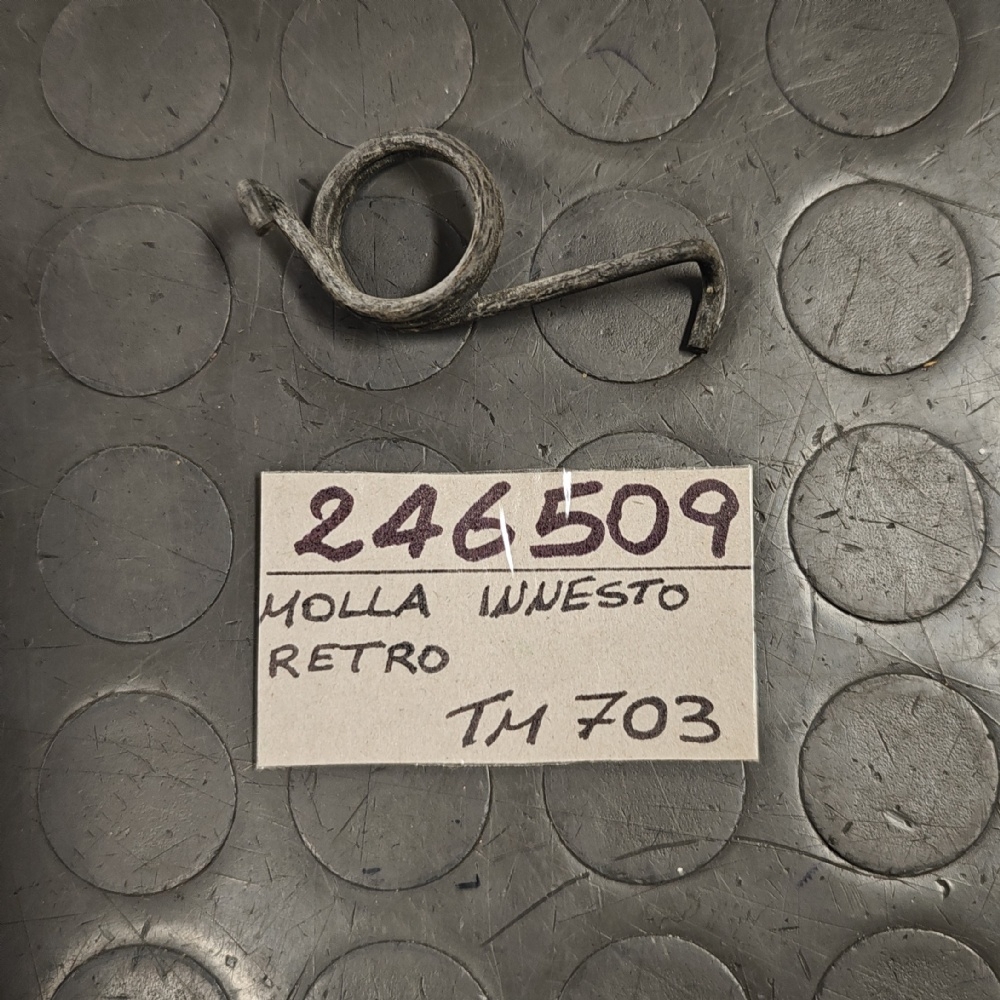 246509
MOLLA INNESTO
RETRO
TM 703